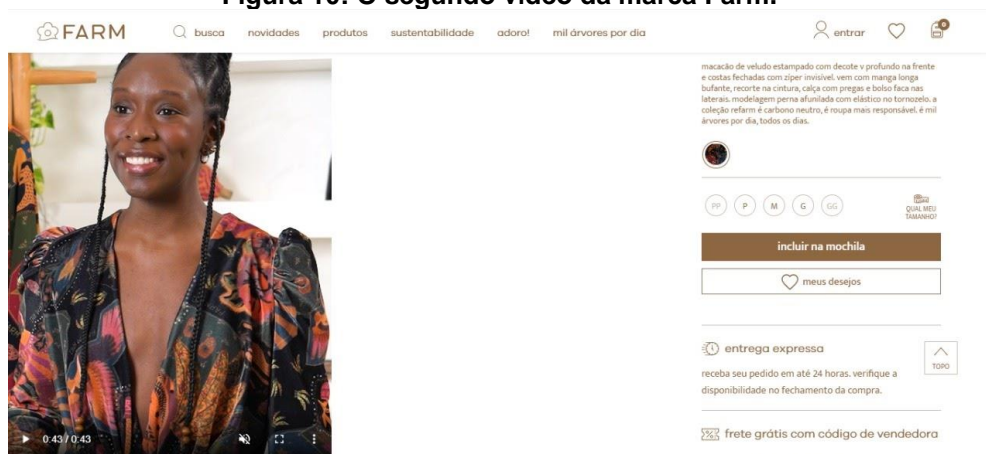 Figura 10: O segundo vídeo da marca Farm.
FARM busca novidades produtos sustentabilidade adoro! mil árvores por dia entrar 0
macacão de veludo estampado com decote v profundo na frente
e costas fechadas com zíper invisível. vem com manga longa
bufante, recorte na cintura, calça com pregas e bolso faca nas
laterais. modelagem perna afunilada com elástico no tornozelo. a
coleção refarm é carbono neutro, é roupa mais responsável. é mil
árvores por dia, todos os dias.
PP P M G GG
QUAL MEU
TAMANHO?
incluir na mochila
meus desejos
entrega expressa
TOPO
receba seu pedido em até 24 horas. verifique a
disponibilidade no fechamento da compra.
frete grátis com código de vendedora
0:43 / 0:43